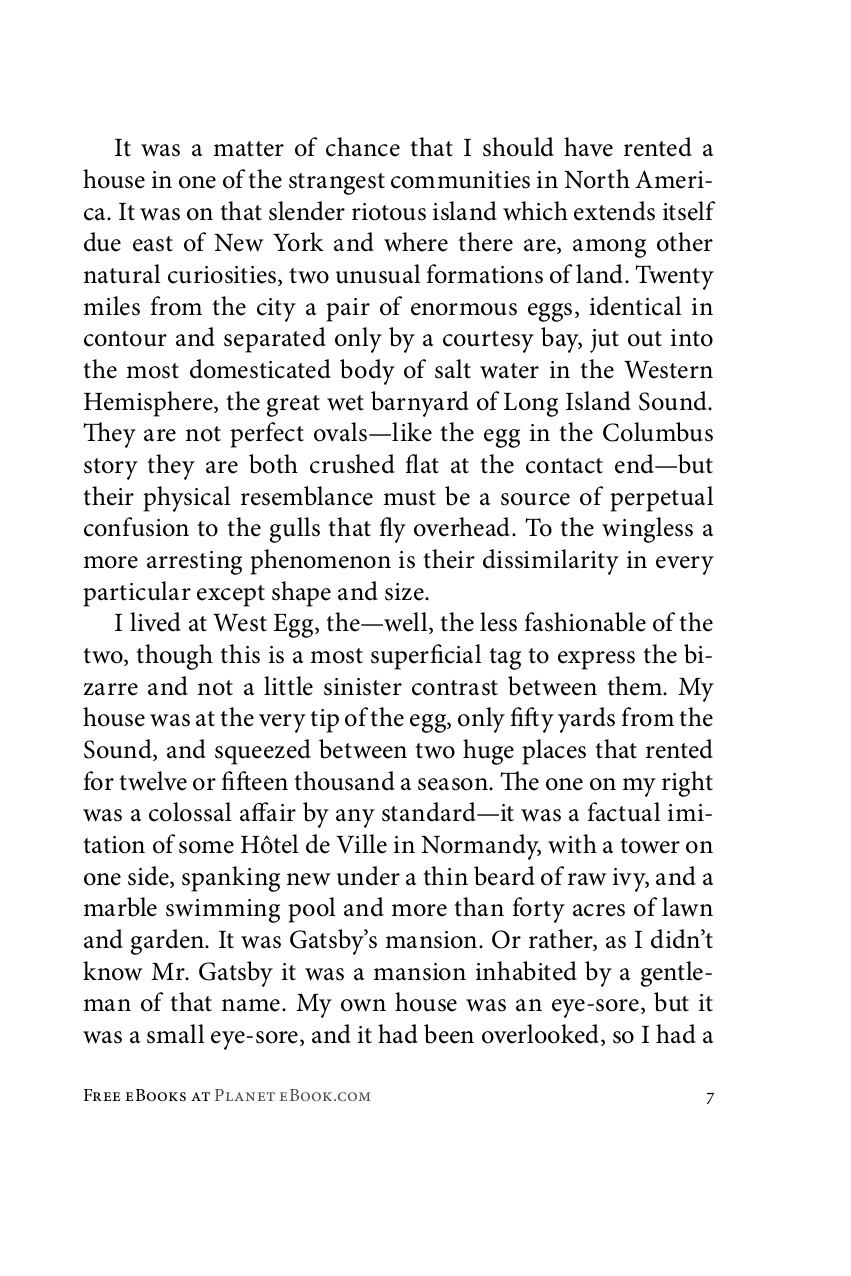 It was a matter of chance that I should have rented a
house in one of the strangest communities in North Ameri-
ca. It was on that slender riotous island which extends itself
due east of New York and where there are, among other
natural curiosities, two unusual formations of land. Twenty
miles from the city a pair of enormous eggs, identical in
contour and separated only by a courtesy bay, jut out into
the most domesticated body of salt water in the Western
Hemisphere, the great wet barnyard of Long Island Sound.
They are not perfect ovals—like the egg in the Columbus
story they are both crushed flat at the contact end—but
their physical resemblance must be a source of perpetual
confusion to the gulls that fly overhead. To the wingless a
more arresting phenomenon is their dissimilarity in every
particular except shape and size.
I lived at West Egg, the—well, the less fashionable of the
two, though this is a most superficial tag to express the bi-
zarre and not a little sinister contrast between them. My
house was at the very tip of the egg, only fifty yards from the
Sound, and squeezed between two huge places that rented
for twelve or fifteen thousand a season. The one on my right
was a colossal affair by any standard—it was a factual imi-
tation of some Hôtel de Ville in Normandy, with a tower on
one side, spanking new under a thin beard of raw ivy, and a
marble swimming pool and more than forty acres of lawn
and garden. It was Gatsby’s mansion. Or rather, as I didn’t
know Mr. Gatsby it was a mansion inhabited by a gentle-
man of that name. My own house was an eye-sore, but it
was a small eye-sore, and it had been overlooked, so I had a
Free eBooks at Planet eBook.com 7